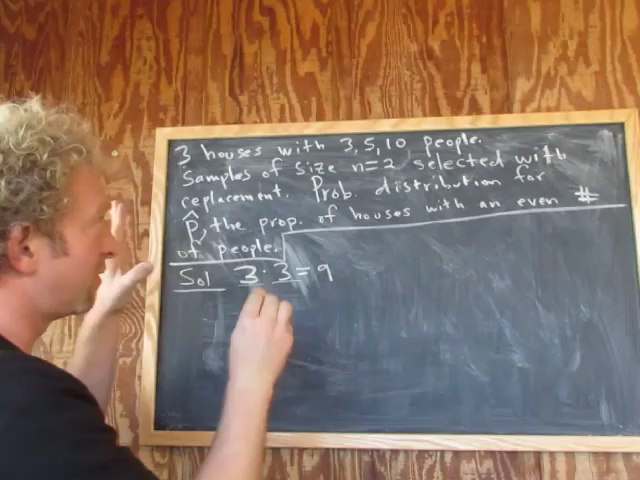 3 houses with 3, 5, 10 people.
Samples of size n=2 selected with
replacement. Prob. distribution for
p̂, the prop. of houses with an even #
of people.
Sol 3·3=9